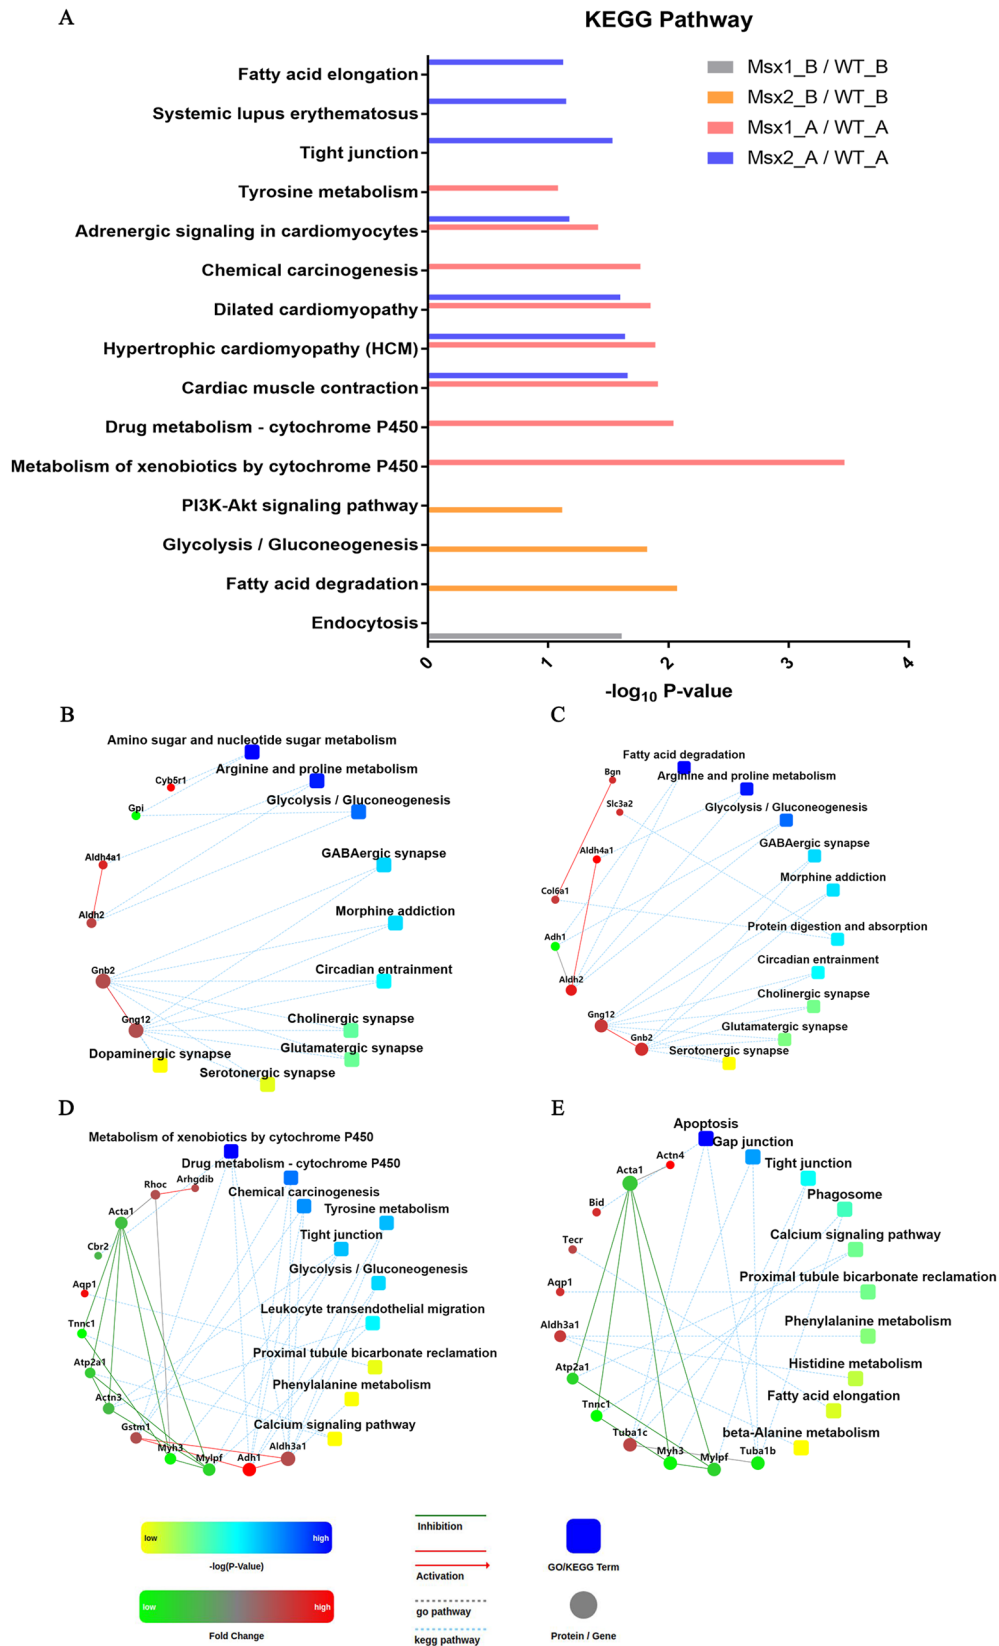 A
KEGG Pathway
Msx1_B / WT_B
Msx2_B / WT_B
Msx1_A / WT_A
Msx2_A / WT_A
Fatty acid elongation
Systemic lupus erythematosus
Tight junction
Tyrosine metabolism
Adrenergic signaling in cardiomyocytes
Chemical carcinogenesis
Dilated cardiomyopathy
Hypertrophic cardiomyopathy (HCM)
Cardiac muscle contraction
Drug metabolism - cytochrome P450
Metabolism of xenobiotics by cytochrome P450
PI3K-Akt signaling pathway
Glycolysis / Gluconeogenesis
Fatty acid degradation
Endocytosis
0 1 2 3 4
-log10 P-value
B
Amino sugar and nucleotide sugar metabolism
Arginine and proline metabolism
Cyb5r1
Glycolysis / Gluconeogenesis
Gpi
GABAergic synapse
Aldh4a1
Morphine addiction
Aldh2
Circadian entrainment
Gnb2
Cholinergic synapse
Gng12
Glutamatergic synapse
Dopaminergic synapse
Serotonergic synapse
C
Fatty acid degradation
Bgn
Arginine and proline metabolism
Slc3a2
Glycolysis / Gluconeogenesis
GABAergic synapse
Aldh4a1
Morphine addiction
Col6a1
Protein digestion and absorption
Adh1
Circadian entrainment
Aldh2
Cholinergic synapse
Gng12
Glutamatergic synapse
Gnb2
Serotonergic synapse
D
Metabolism of xenobiotics by cytochrome P450
Drug metabolism - cytochrome P450
Arhgdib
Rhoc
Chemical carcinogenesis
Tyrosine metabolism
Acta1
Tight junction
Cbr2
Glycolysis / Gluconeogenesis
Aqp1
Leukocyte transendothelial migration
Tnnc1
Proximal tubule bicarbonate reclamation
Atp2a1
Phenylalanine metabolism
Actn3
Calcium signaling pathway
Gstm1
Myh3
Mylpf
Adh1
Aldh3a1
E
Apoptosis
Gap junction
Actn4
Tight junction
Acta1
Phagosome
Bid
Calcium signaling pathway
Tecr
Proximal tubule bicarbonate reclamation
Aqp1
Phenylalanine metabolism
Aldh3a1
Histidine metabolism
Atp2a1
Fatty acid elongation
Tnnc1
beta-Alanine metabolism
Tuba1c
Myh3
Mylpf
Tuba1b
low high
-log(P-Value)
low high
Fold Change
Inhibition
Activation
go pathway
kegg pathway
GO/KEGG Term
Protein / Gene